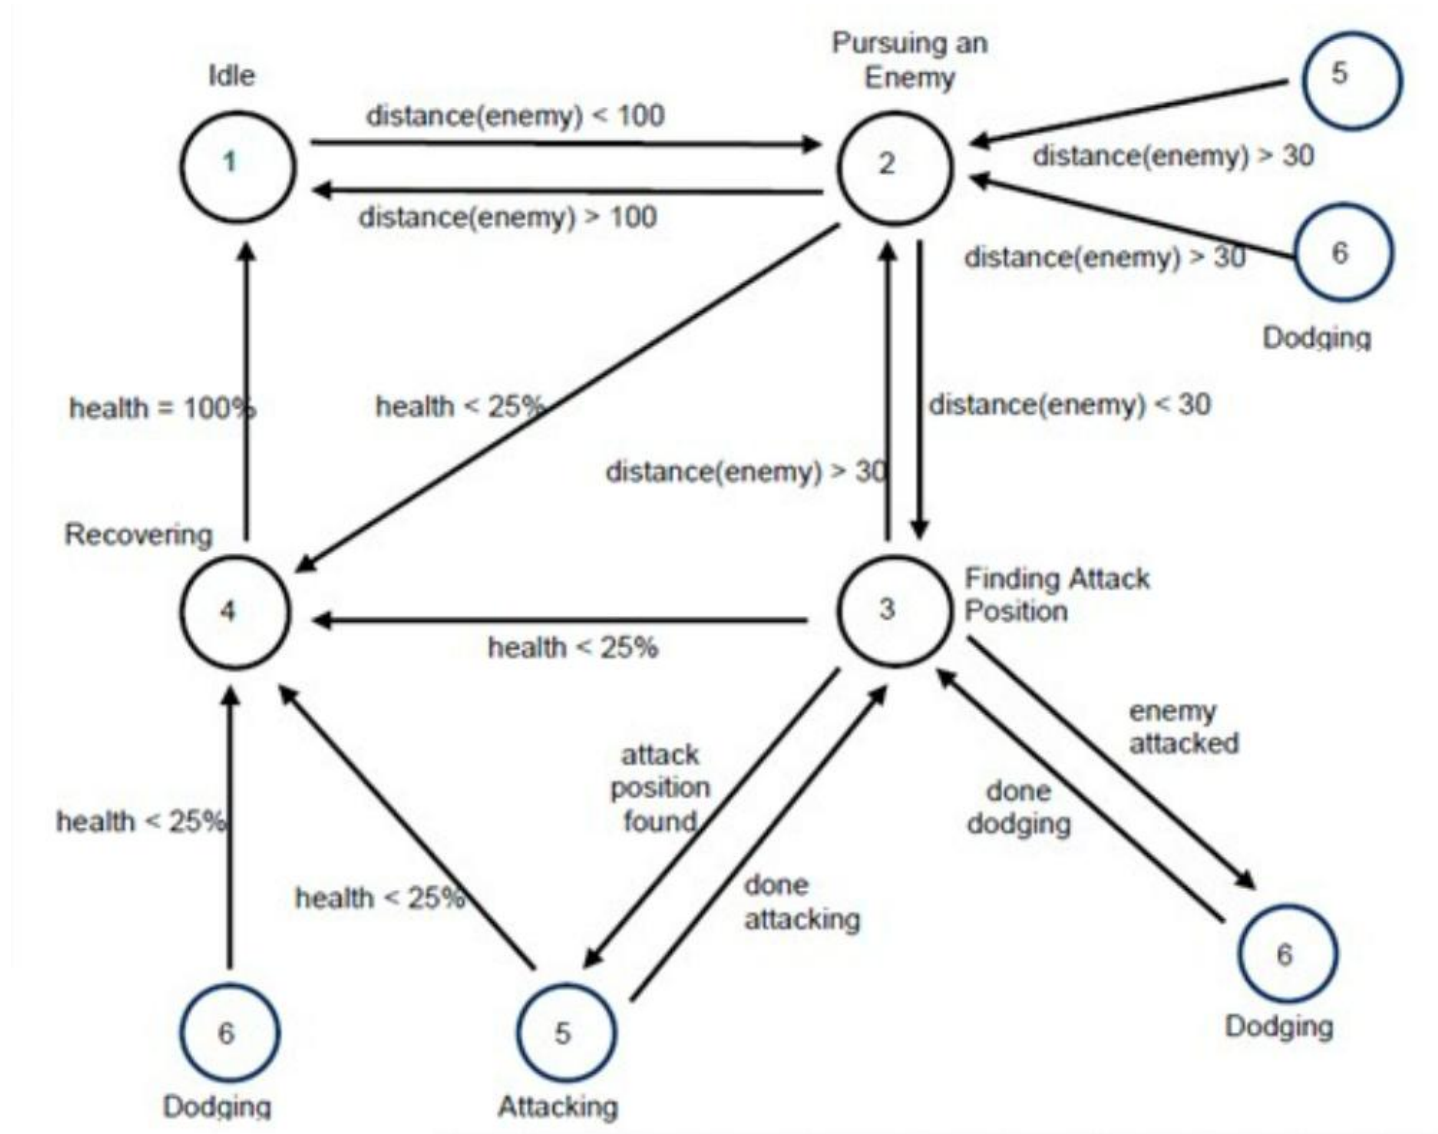 Pursuing an
Enemy
5
Idle
distance(enemy) < 100
1
2
distance(enemy) > 30
distance(enemy) > 100
distance(enemy) > 30
6
Dodging
health = 100%
health < 25%
distance(enemy) < 30
distance(enemy) > 30
Recovering
4
3
Finding Attack
Position
health < 25%
enemy
attacked
attack
position
found
done
dodging
health < 25%
health < 25%
done
attacking
6
Dodging
5
Attacking
6
Dodging